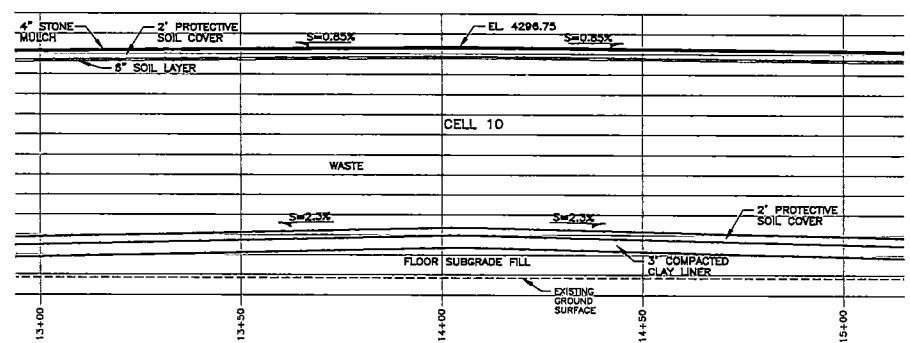 4" STONE
MULCH
2' PROTECTIVE
SOIL COVER
S=0.85%
EL. 4296.75
S=0.85%
6" SOIL LAYER
CELL 10
WASTE
S=2.3%
S=2.3%
2' PROTECTIVE
SOIL COVER
FLOOR SUBGRADE FILL
3' COMPACTED
CLAY LINER
EXISTING
GROUND
SURFACE
13+00
13+50
14+00
14+50
15+00